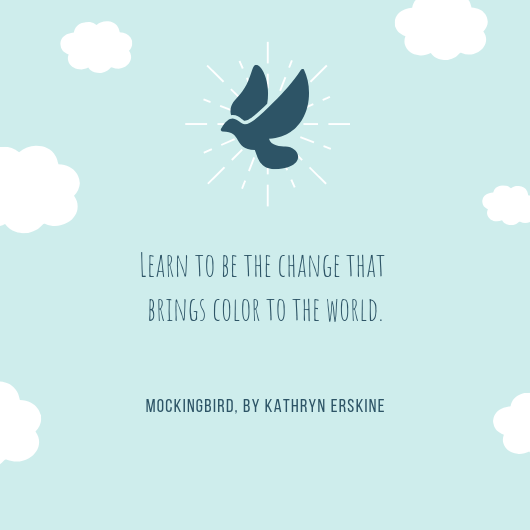 Learn to be the change that
brings color to the world.
MOCKINGBIRD, BY KATHRYN ERSKINE